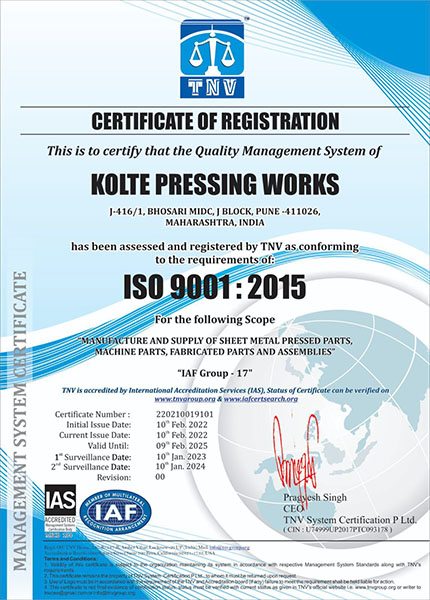 TNV
CERTIFICATE OF REGISTRATION
This is to certify that the Quality Management System of
KOLTE PRESSING WORKS
J-416/1, BHOSARI MIDC, J BLOCK, PUNE -411026,
MAHARASHTRA, INDIA
has been assessed and registered by TNV as conforming
to the requirements of:
ISO 9001 : 2015
For the following Scope
"MANUFACTURE AND SUPPLY OF SHEET METAL PRESSED PARTS,
MACHINE PARTS, FABRICATED PARTS AND ASSEMBLIES"
"IAF Group - 17"
TNV is accredited by International Accreditation Services (IAS), Status of Certificate can be verified on
www.tnvgroup.org & www.iafcertsearch.org
Certificate Number : 220210019101
Initial Issue Date: 10th Feb. 2022
Current Issue Date: 10th Feb. 2022
Valid Until: 09th Feb. 2025
1st Surveillance Date: 10th Jan. 2023
2nd Surveillance Date: 10th Jan. 2024
Revision: 00
Pragyesh Singh
CEO
TNV System Certification P Ltd.
( CIN : U74999UP2017PTC093178 )
MANAGEMENT SYSTEM CERTIFICATE
IAS
ACCREDITED
Management Systems
Certification Body
MEMBER OF MULTILATERAL
IAF
RECOGNITION ARRANGEMENT
Terms and Conditions: